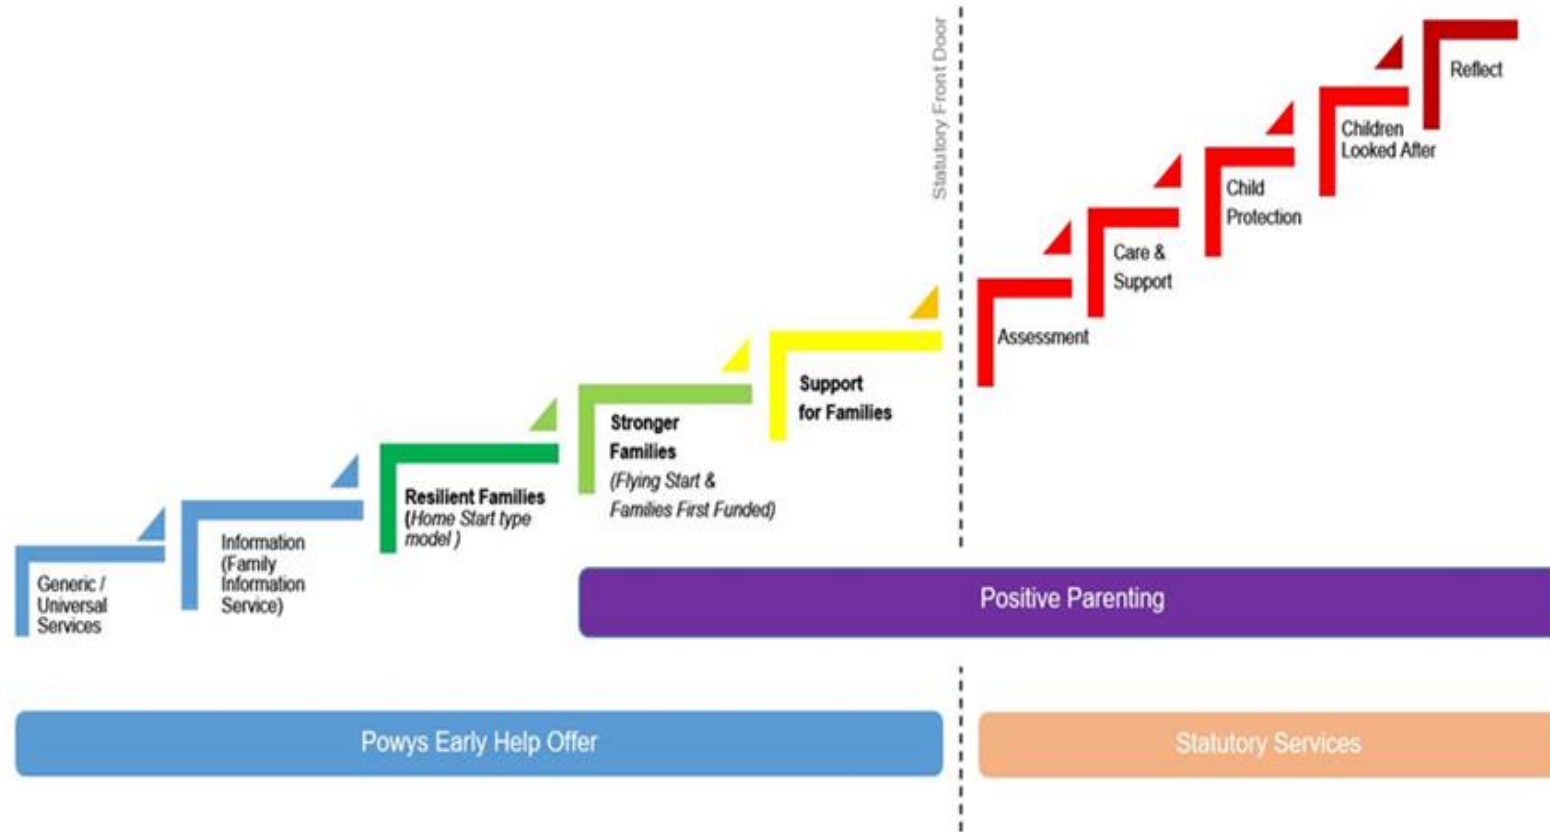 Generic /
Universal
Services
Information
(Family
Information
Service)
Resilient Families
(Home Start type
model )
Stronger
Families
(Flying Start &
Families First Funded)
Support
for Families
Statutory Front Door
Assessment
Care &
Support
Child
Protection
Children
Looked After
Reflect
Positive Parenting
Powys Early Help Offer
Statutory Services